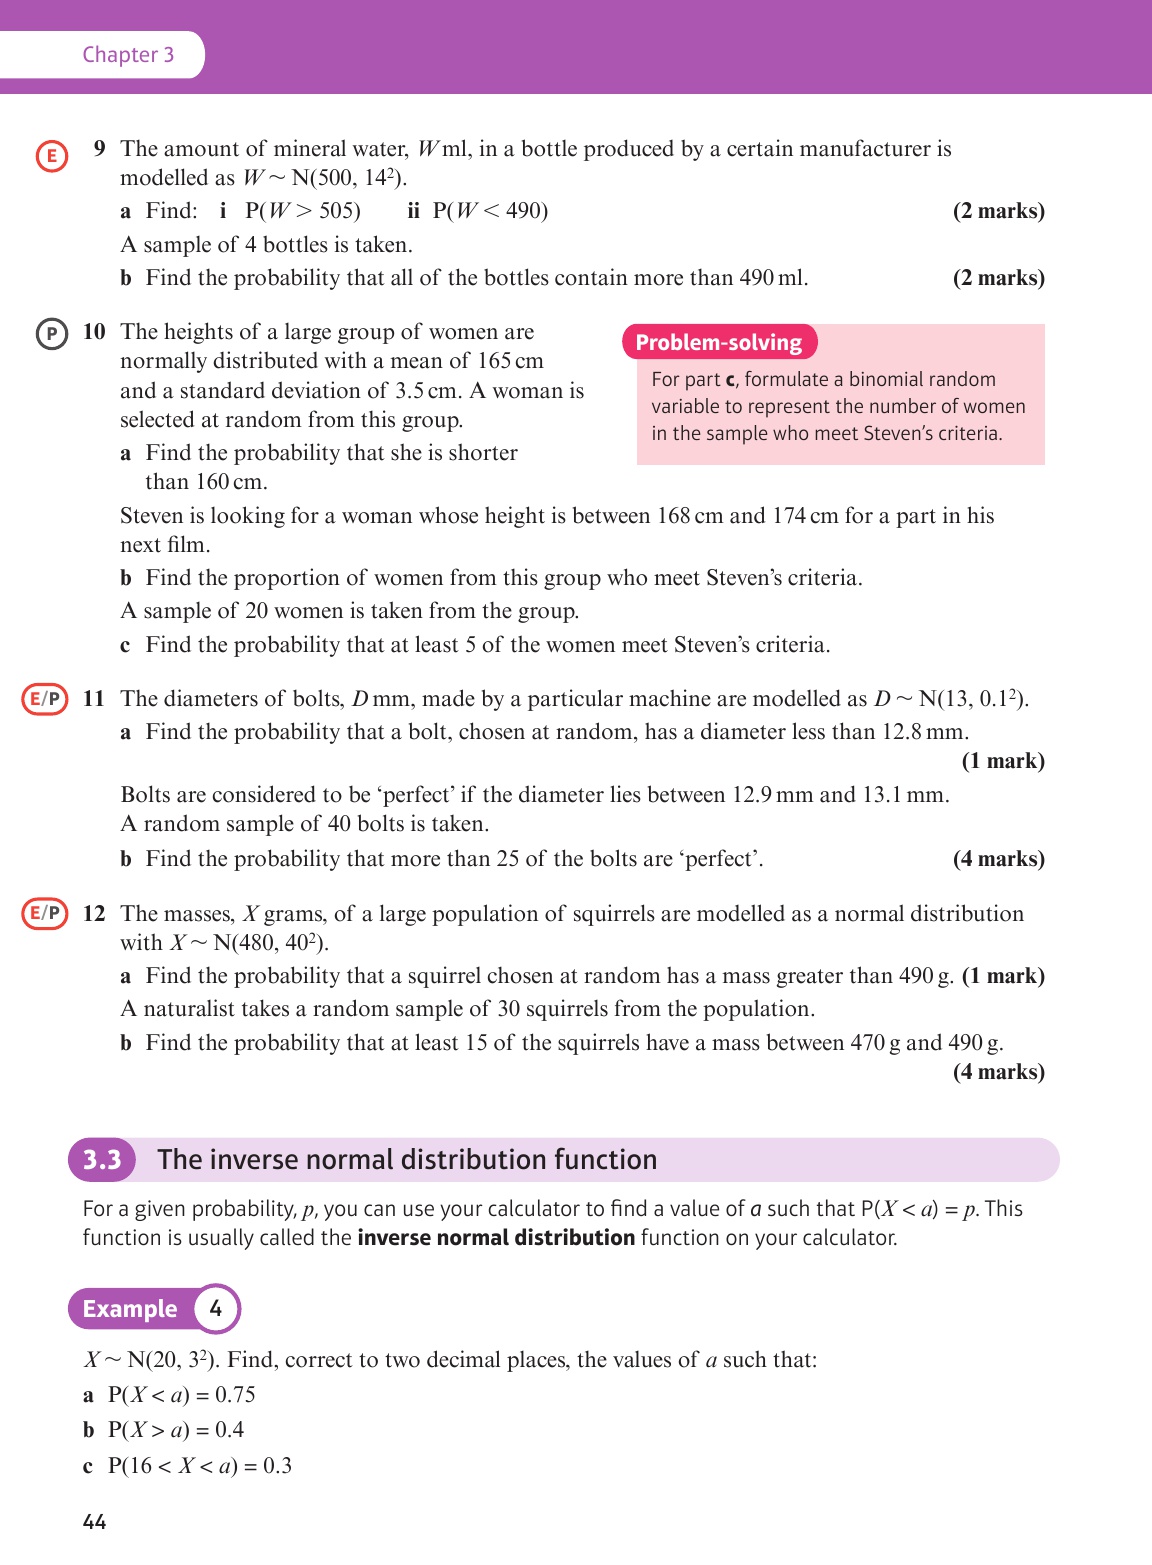 Chapter 3
E
9 The amount of mineral water, W ml, in a bottle produced by a certain manufacturer is
modelled as W ~ N(500, 14²).
a Find: i P(W > 505) ii P(W < 490) (2 marks)
A sample of 4 bottles is taken.
b Find the probability that all of the bottles contain more than 490 ml. (2 marks)
P
10 The heights of a large group of women are
normally distributed with a mean of 165 cm
and a standard deviation of 3.5 cm. A woman is
selected at random from this group.
a Find the probability that she is shorter
than 160 cm.
Problem-solving
For part c, formulate a binomial random
variable to represent the number of women
in the sample who meet Steven's criteria.
Steven is looking for a woman whose height is between 168 cm and 174 cm for a part in his
next film.
b Find the proportion of women from this group who meet Steven's criteria.
A sample of 20 women is taken from the group.
c Find the probability that at least 5 of the women meet Steven's criteria.
E/P
11 The diameters of bolts, D mm, made by a particular machine are modelled as D ~ N(13, 0.1²).
a Find the probability that a bolt, chosen at random, has a diameter less than 12.8 mm.
(1 mark)
Bolts are considered to be 'perfect' if the diameter lies between 12.9 mm and 13.1 mm.
A random sample of 40 bolts is taken.
b Find the probability that more than 25 of the bolts are 'perfect'. (4 marks)
E/P
12 The masses, X grams, of a large population of squirrels are modelled as a normal distribution
with X ~ N(480, 40²).
a Find the probability that a squirrel chosen at random has a mass greater than 490 g. (1 mark)
A naturalist takes a random sample of 30 squirrels from the population.
b Find the probability that at least 15 of the squirrels have a mass between 470 g and 490 g.
(4 marks)
3.3 The inverse normal distribution function
For a given probability, p, you can use your calculator to find a value of a such that P(X < a) = p. This
function is usually called the inverse normal distribution function on your calculator.
Example 4
X ~ N(20, 3²). Find, correct to two decimal places, the values of a such that:
a P(X < a) = 0.75
b P(X > a) = 0.4
c P(16 < X < a) = 0.3
44